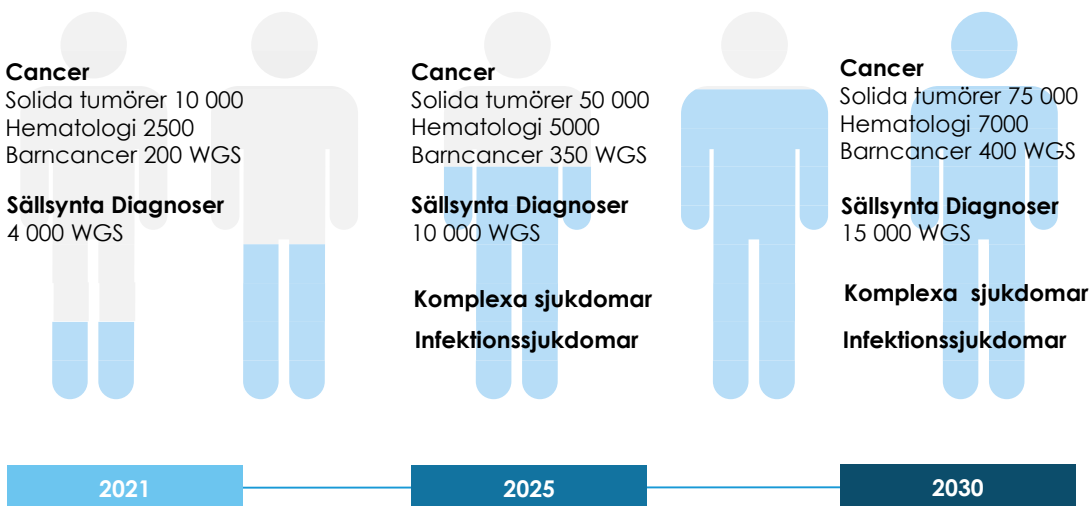 Cancer
Solida tumörer 10 000
Hematologi 2500
Barncancer 200 WGS
Sällsynta Diagnoser
4 000 WGS
Cancer
Solida tumörer 50 000
Hematologi 5000
Barncancer 350 WGS
Sällsynta Diagnoser
10 000 WGS
Komplexa sjukdomar
Infektionssjukdomar
Cancer
Solida tumörer 75 000
Hematologi 7000
Barncancer 400 WGS
Sällsynta Diagnoser
15 000 WGS
Komplexa sjukdomar
Infektionssjukdomar
2021
2025
2030